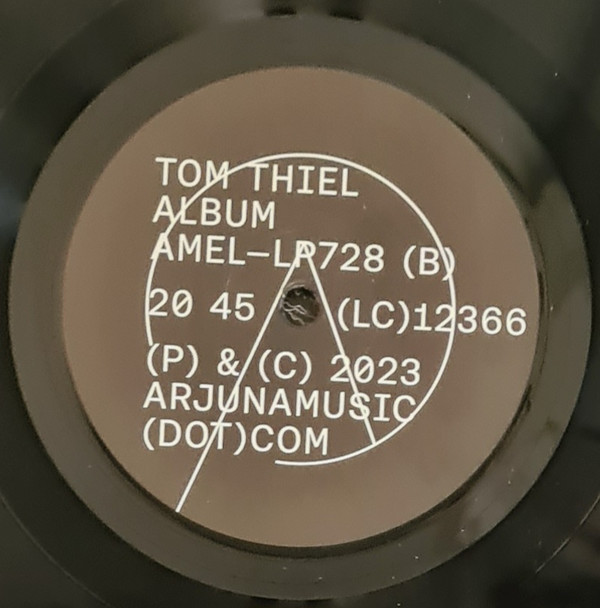 TOM THIEL
ALBUM
AMEL–LP728 (B)
20 45 (LC)12366
(P) & (C) 2023
ARJUNAMUSIC
(DOT)COM